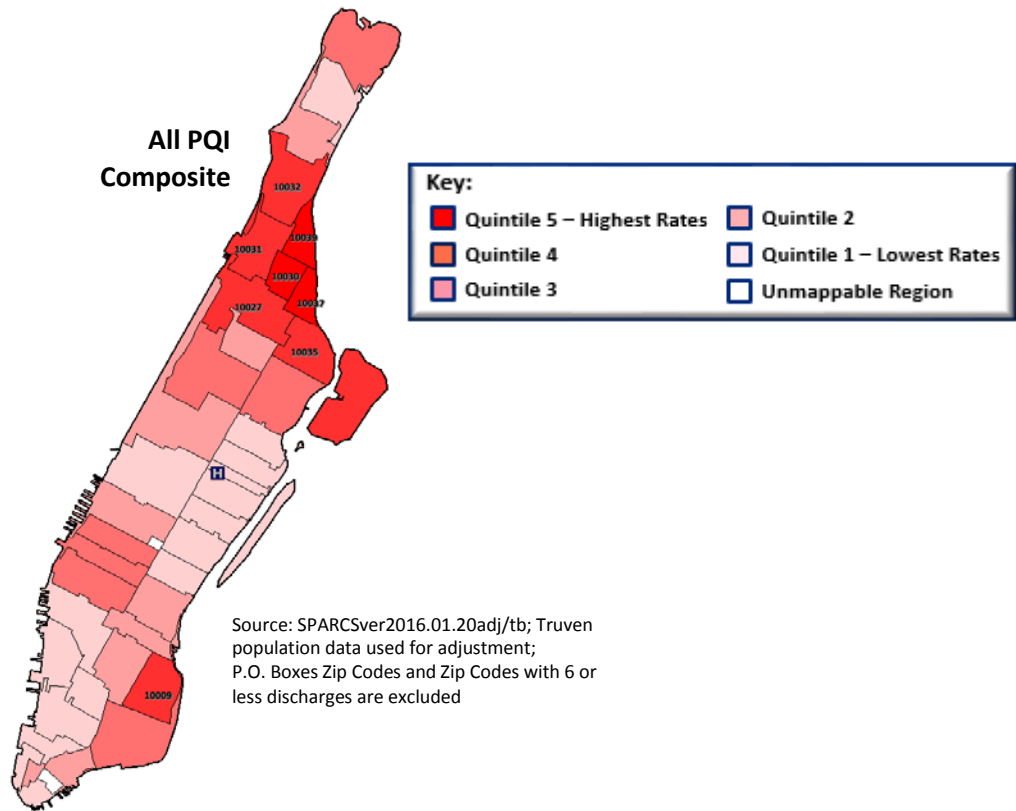 All PQI
Composite
Key:
Quintile 5 – Highest Rates
Quintile 4
Quintile 3
Quintile 2
Quintile 1 – Lowest Rates
Unmappable Region
10032
10039
10031
10030
10037
10027
10035
H
10009
Source: SPARCSver2016.01.20adj/tb; Truven
population data used for adjustment;
P.O. Boxes Zip Codes and Zip Codes with 6 or
less discharges are excluded